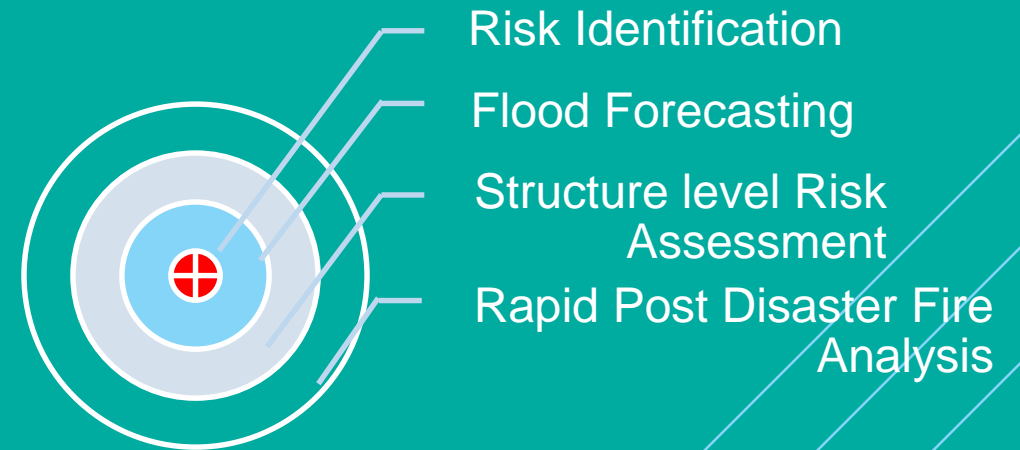 Risk Identification
Flood Forecasting
Structure level Risk
Assessment
Rapid Post Disaster Fire
Analysis